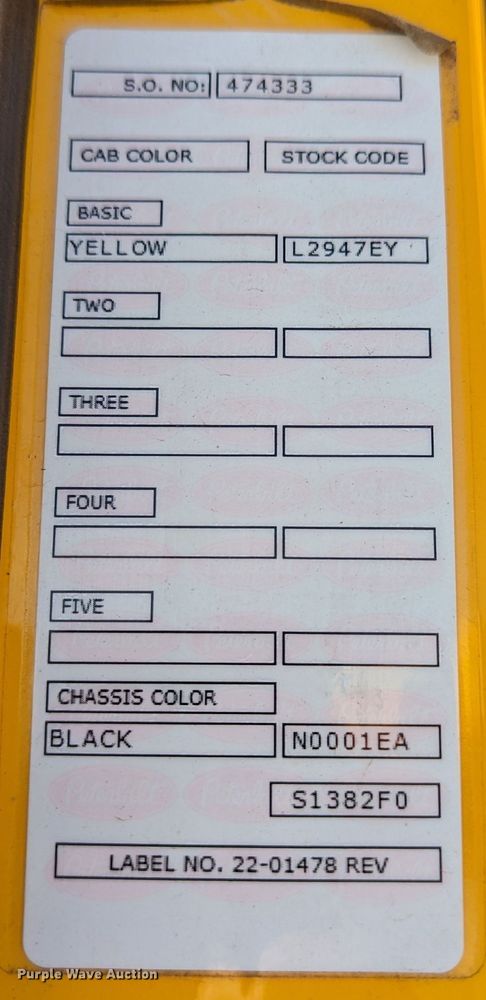 S.O. NO: 474333
CAB COLOR STOCK CODE
BASIC
YELLOW L2947EY
TWO
THREE
FOUR
FIVE
CHASSIS COLOR
BLACK N0001EA
S1382F0
LABEL NO. 22-01478 REV
Purple Wave Auction